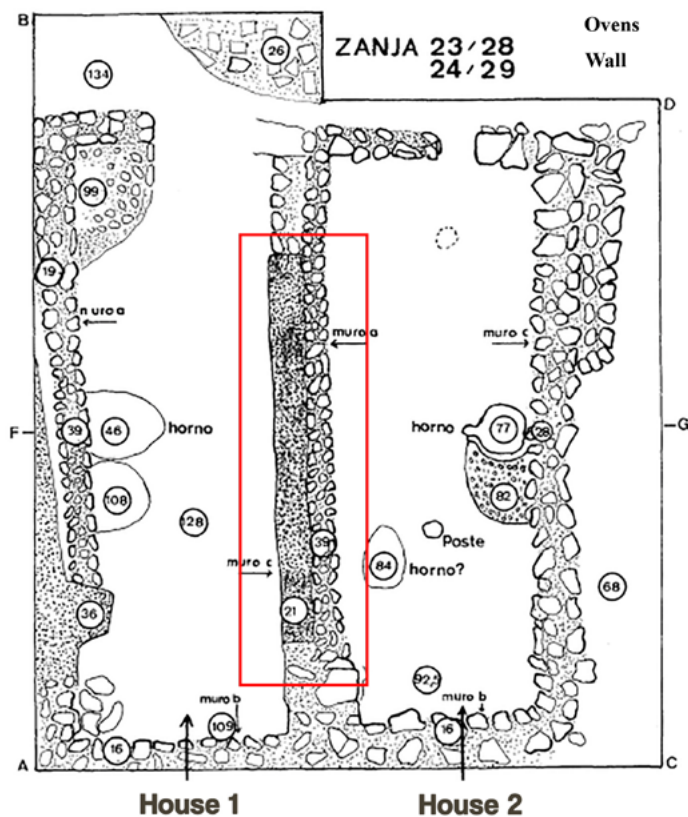 B
26
ZANJA 23/28
24/29
Ovens
Wall
134
D
99
19
muro a
muro a
muro c
F
39
46
horno
horno
77
28
G
108
82
128
39
Poste
muro c
84
horno?
36
21
68
92,5
muro b
muro b
109
16
16
A
C
House 1
House 2